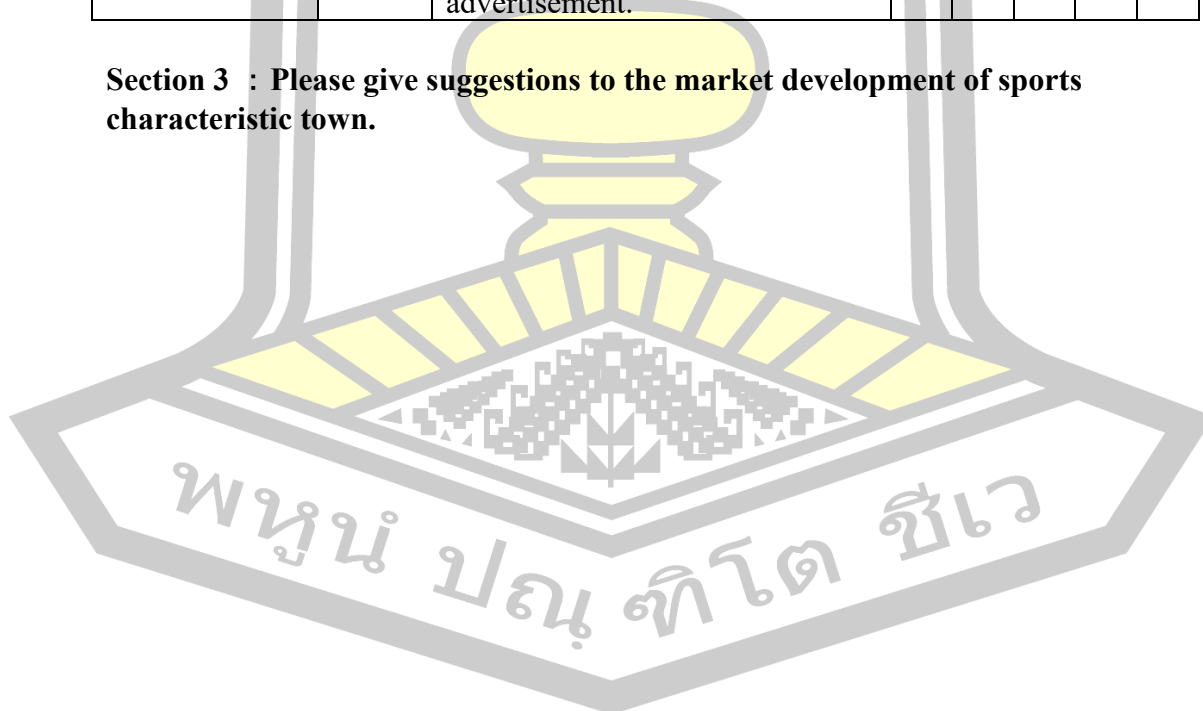 advertisement.
Section 3 : Please give suggestions to the market development of sports
characteristic town.
พหูนํ ปณฺฑิโต ชีเว